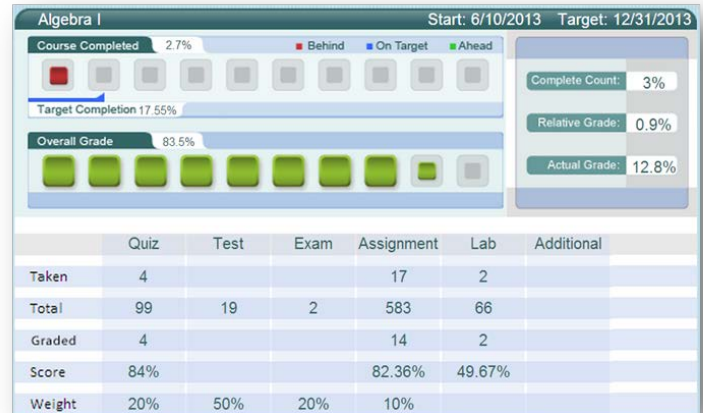 Algebra I Start: 6/10/2013 Target: 12/31/2013
Course Completed 2.7% Behind On Target Ahead
Target Completion 17.55%
Overall Grade 83.5%
Complete Count: 3%
Relative Grade: 0.9%
Actual Grade: 12.8%
Quiz Test Exam Assignment Lab Additional
Taken 4 17 2
Total 99 19 2 583 66
Graded 4 14 2
Score 84% 82.36% 49.67%
Weight 20% 50% 20% 10%